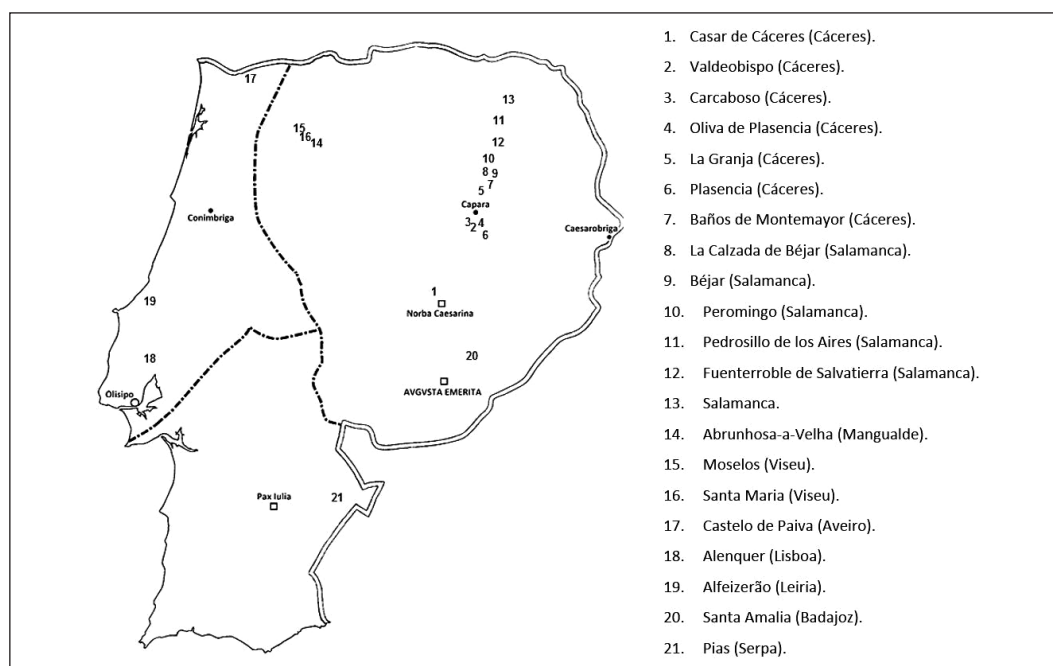 17
13
15
16
14
11
12
10
8
9
7
5
Capara
Conimbriga
3
4
2
6
Caesarobriga
19
1
Norba Caesarina
18
20
Olisipo
AVGVSTA EMERITA
Pax Iulia
21
1. Casar de Cáceres (Cáceres).
2. Valdeobispo (Cáceres).
3. Carcaboso (Cáceres).
4. Oliva de Plasencia (Cáceres).
5. La Granja (Cáceres).
6. Plasencia (Cáceres).
7. Baños de Montemayor (Cáceres).
8. La Calzada de Béjar (Salamanca).
9. Béjar (Salamanca).
10. Peromingo (Salamanca).
11. Pedrosillo de los Aires (Salamanca).
12. Fuenterroble de Salvatierra (Salamanca).
13. Salamanca.
14. Abrunhosa-a-Velha (Mangualde).
15. Moselos (Viseu).
16. Santa Maria (Viseu).
17. Castelo de Paiva (Aveiro).
18. Alenquer (Lisboa).
19. Alfeizerão (Leiria).
20. Santa Amalia (Badajoz).
21. Pias (Serpa).